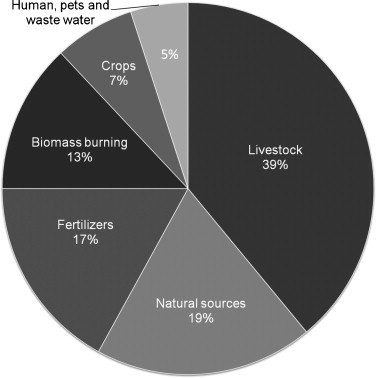 Human, pets and
waste water
5%
Crops
7%
Biomass burning
13%
Livestock
39%
Fertilizers
17%
Natural sources
19%